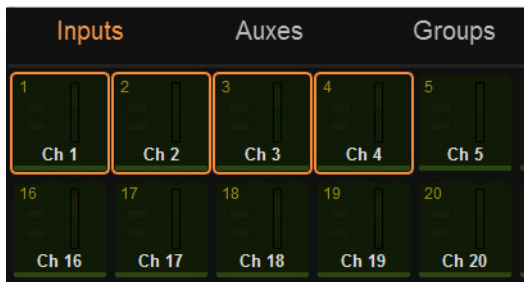 Inputs Auxes Groups
1 2 3 4 5
Ch 1 Ch 2 Ch 3 Ch 4 Ch 5
16 17 18 19 20
Ch 16 Ch 17 Ch 18 Ch 19 Ch 20